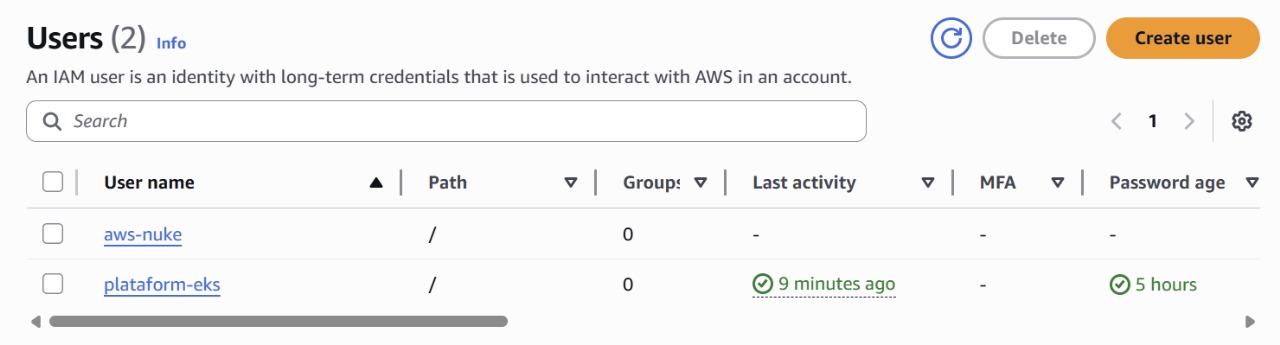 Users (2) Info
Delete
Create user
An IAM user is an identity with long-term credentials that is used to interact with AWS in an account.
Search
1
User name Path Groups Last activity MFA Password age
aws-nuke / 0 - - -
plataform-eks / 0 9 minutes ago - 5 hours